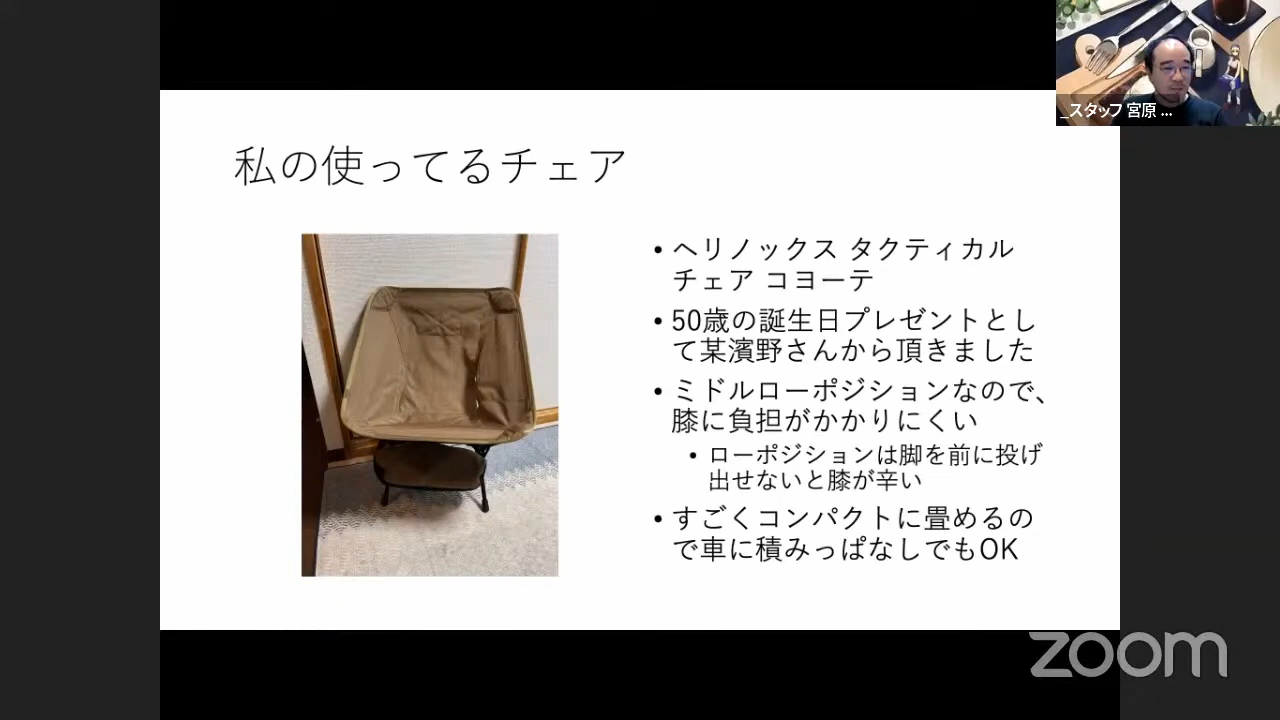 _スタッフ 宮原 ...
私の使ってるチェア
• ヘリノックス タクティカル
チェア コヨーテ
• 50歳の誕生日プレゼントとし
て某濱野さんから頂きました
• ミドルローポジションなので、
膝に負担がかかりにくい
• ローポジションは脚を前に投げ
出せないと膝が辛い
• すごくコンパクトに畳めるの
で車に積みっぱなしでもOK
zoom